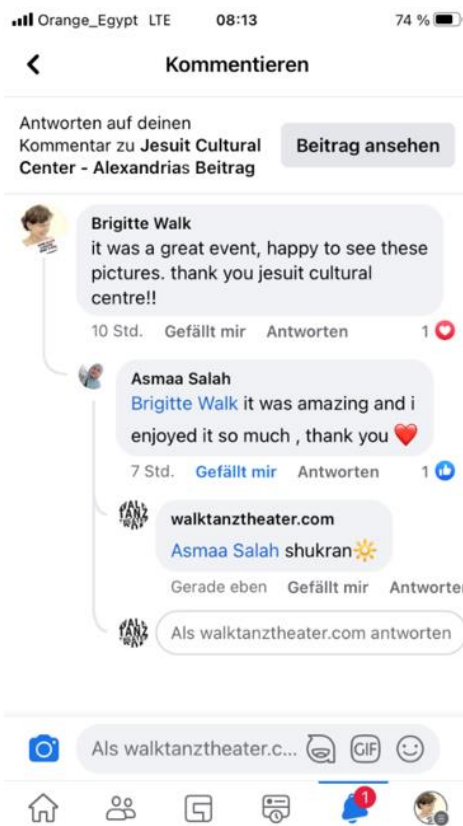 Orange_Egypt LTE 08:13 74 %
Kommentieren
Antworten auf deinen
Kommentar zu Jesuit Cultural
Center - Alexandrias Beitrag
Beitrag ansehen
Brigitte Walk
it was a great event, happy to see these
pictures. thank you jesuit cultural
centre!!
10 Std. Gefällt mir Antworten 1
Asmaa Salah
Brigitte Walk it was amazing and i
enjoyed it so much , thank you ❤️
7 Std. Gefällt mir Antworten 1
walktanztheater.com
Asmaa Salah shukran🔆
Gerade eben Gefällt mir Antworte
Als walktanztheater.com antworten
Als walktanztheater.c... GIF
1